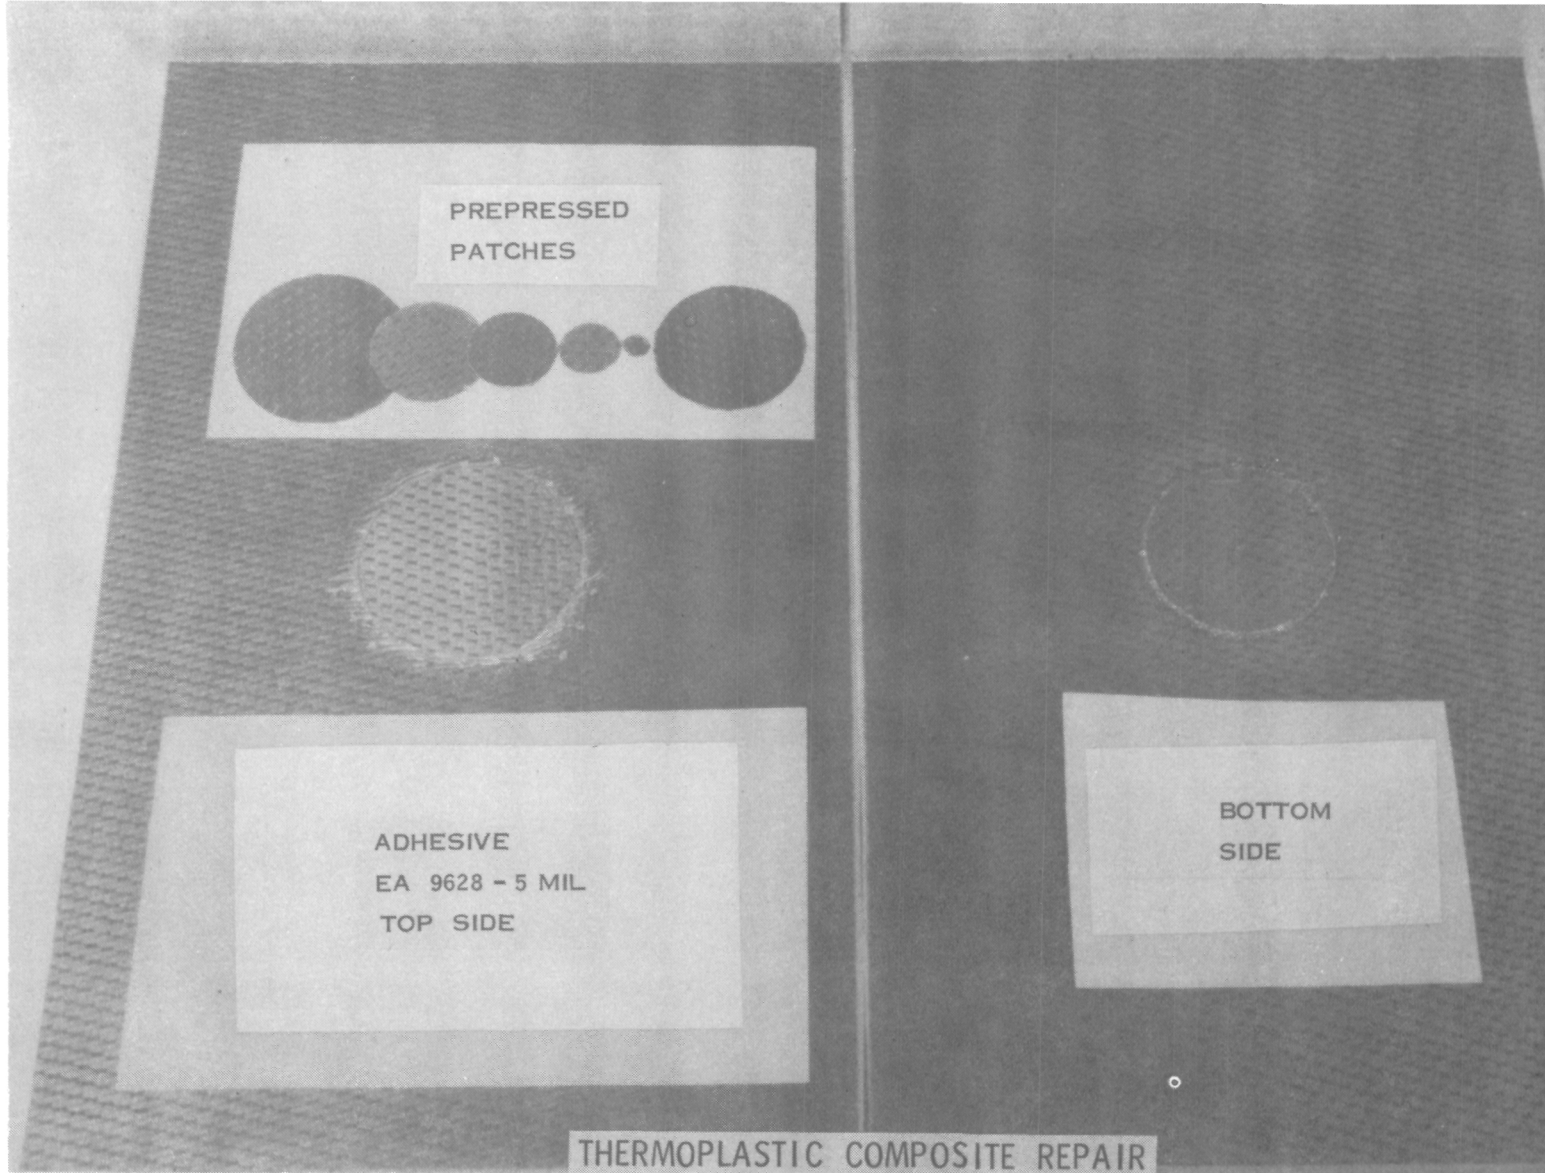 PREPRESSED
PATCHES
ADHESIVE
EA 9628 - 5 MIL
TOP SIDE
BOTTOM
SIDE
THERMOPLASTIC COMPOSITE REPAIR